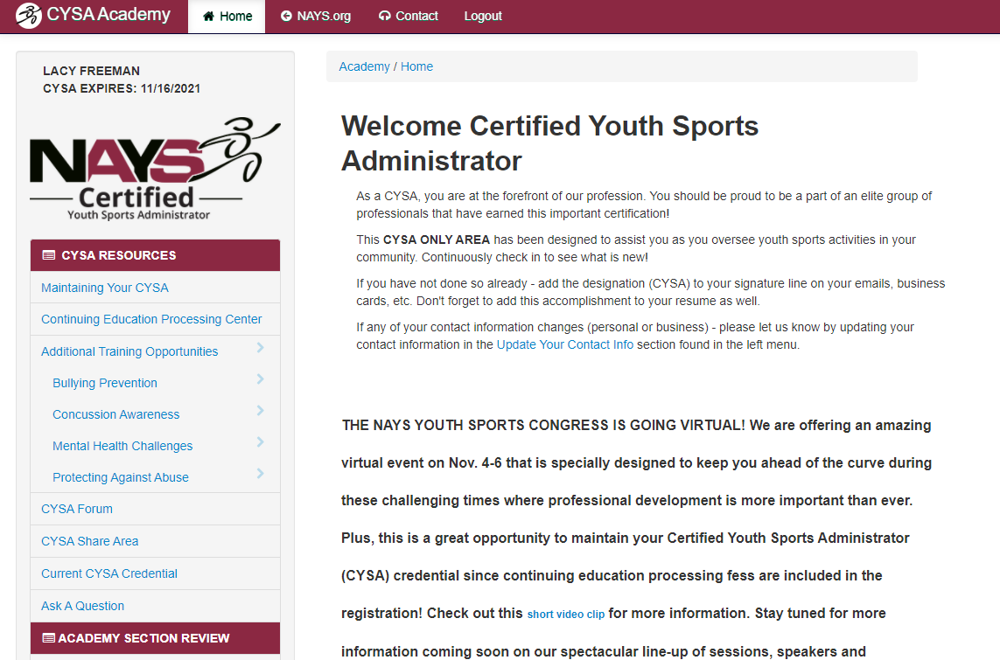 CYSA Academy
Home
NAYS.org
Contact
Logout
LACY FREEMAN
CYSA EXPIRES: 11/16/2021
NAYS
Certified
Youth Sports Administrator
CYSA RESOURCES
Maintaining Your CYSA
Continuing Education Processing Center
Additional Training Opportunities
Bullying Prevention
Concussion Awareness
Mental Health Challenges
Protecting Against Abuse
CYSA Forum
CYSA Share Area
Current CYSA Credential
Ask A Question
ACADEMY SECTION REVIEW
Academy / Home
Welcome Certified Youth Sports
Administrator
As a CYSA, you are at the forefront of our profession. You should be proud to be a part of an elite group of
professionals that have earned this important certification!
This CYSA ONLY AREA has been designed to assist you as you oversee youth sports activities in your
community. Continuously check in to see what is new!
If you have not done so already - add the designation (CYSA) to your signature line on your emails, business
cards, etc. Don't forget to add this accomplishment to your resume as well.
If any of your contact information changes (personal or business) - please let us know by updating your
contact information in the Update Your Contact Info section found in the left menu.
THE NAYS YOUTH SPORTS CONGRESS IS GOING VIRTUAL! We are offering an amazing
virtual event on Nov. 4-6 that is specially designed to keep you ahead of the curve during
these challenging times where professional development is more important than ever.
Plus, this is a great opportunity to maintain your Certified Youth Sports Administrator
(CYSA) credential since continuing education processing fess are included in the
registration! Check out this short video clip for more information. Stay tuned for more
information coming soon on our spectacular line-up of sessions, speakers and